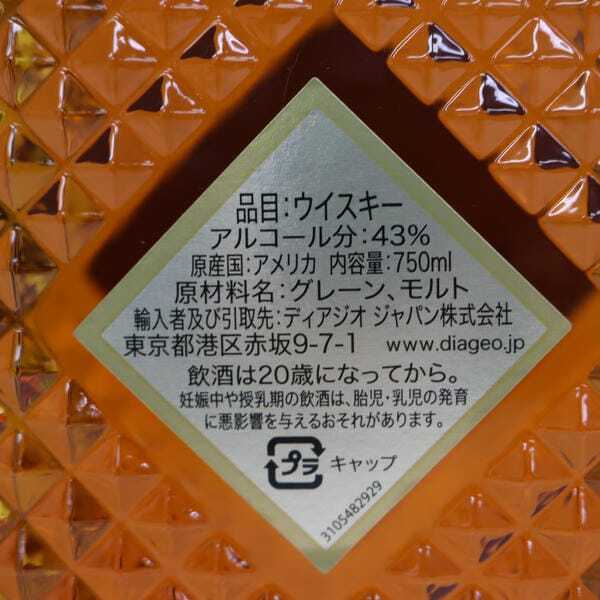 品目:ウイスキー
アルコール分:43%
原産国:アメリカ 内容量:750ml
原材料名:グレーン、モルト
輸入者及び引取先:ディアジオ ジャパン株式会社
東京都港区赤坂9-7-1 www.diageo.jp
飲酒は20歳になってから。
妊娠中や授乳期の飲酒は、胎児・乳児の発育
に悪影響を与えるおそれがあります。
プラ キャップ
3105482929